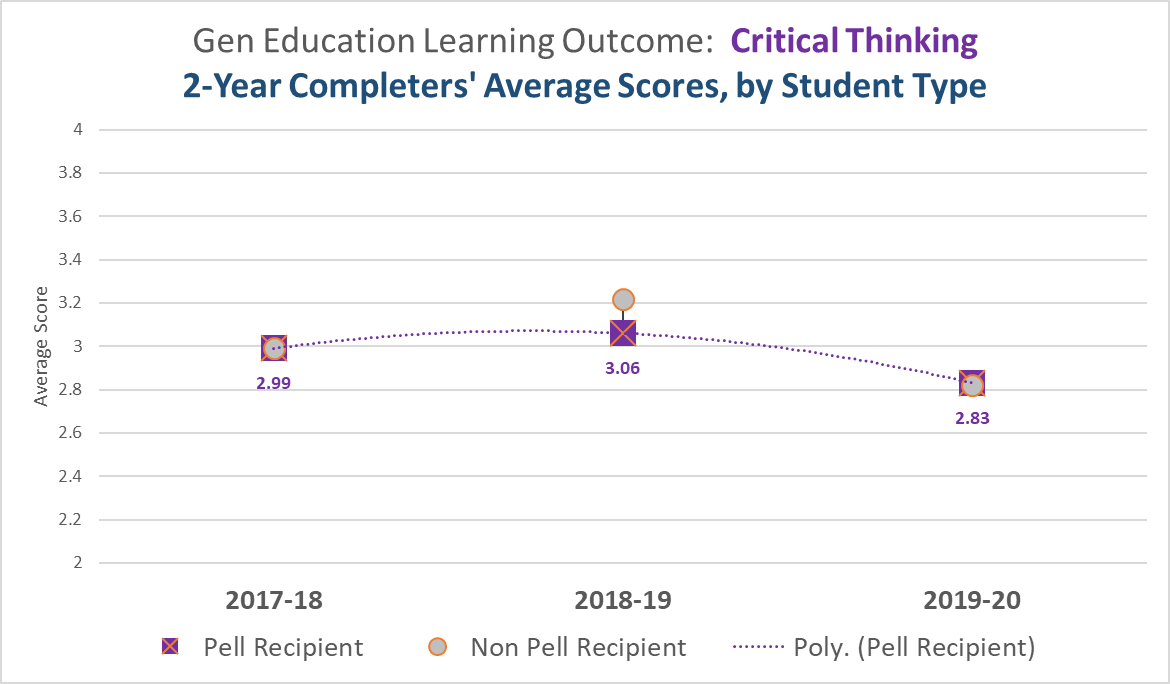 Gen Education Learning Outcome: Critical Thinking
2-Year Completers' Average Scores, by Student Type
4
3.8
3.6
3.4
3.2
3
2.8
2.6
2.4
2.2
2
Average Score
2.99
3.06
2.83
2017-18 2018-19 2019-20
Pell Recipient Non Pell Recipient Poly. (Pell Recipient)